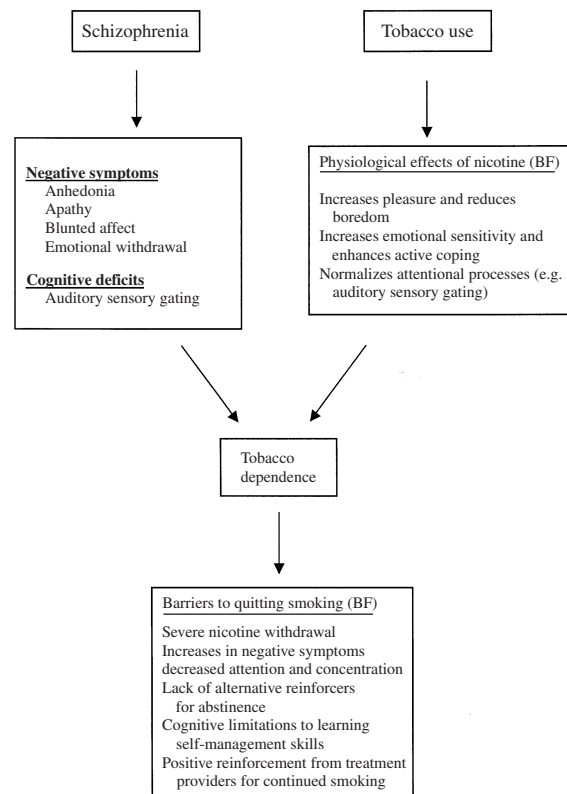 Schizophrenia
Tobacco use
Negative symptoms
Anhedonia
Apathy
Blunted affect
Emotional withdrawal
Cognitive deficits
Auditory sensory gating
Physiological effects of nicotine (BF)
Increases pleasure and reduces
boredom
Increases emotional sensitivity and
enhances active coping
Normalizes attentional processes (e.g.
auditory sensory gating)
Tobacco
dependence
Barriers to quitting smoking (BF)
Severe nicotine withdrawal
Increases in negative symptoms
decreased attention and concentration
Lack of alternative reinforcers
for abstinence
Cognitive limitations to learning
self-management skills
Positive reinforcement from treatment
providers for continued smoking